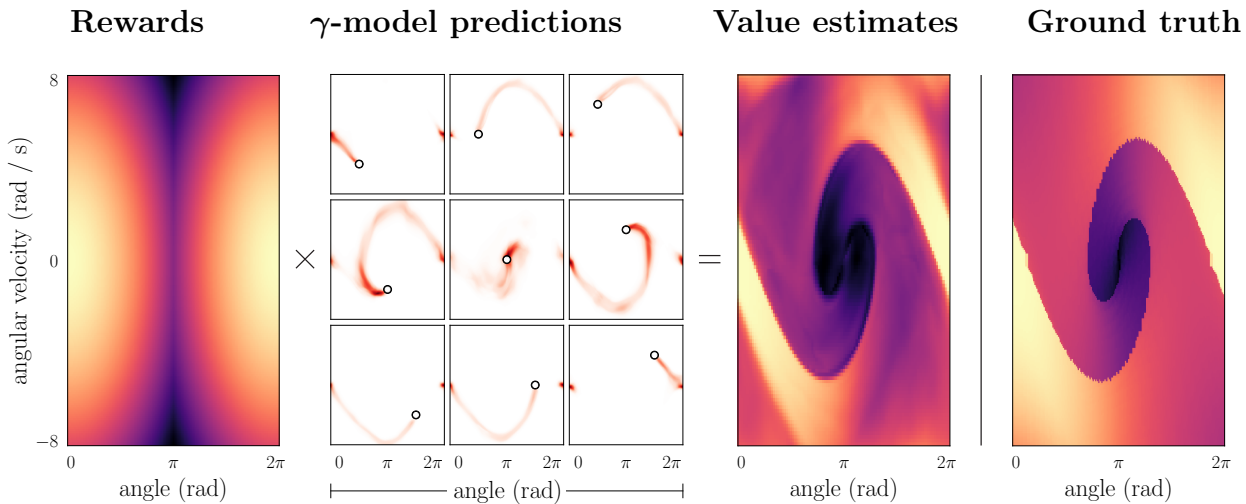 Rewards
γ-model predictions
Value estimates
Ground truth
angular velocity (rad / s)
8
0
−8
×
=
0 π 2π
0 π 2π
0 π 2π
0 π 2π
0 π 2π
0 π 2π
angle (rad)
angle (rad)
angle (rad)
angle (rad)